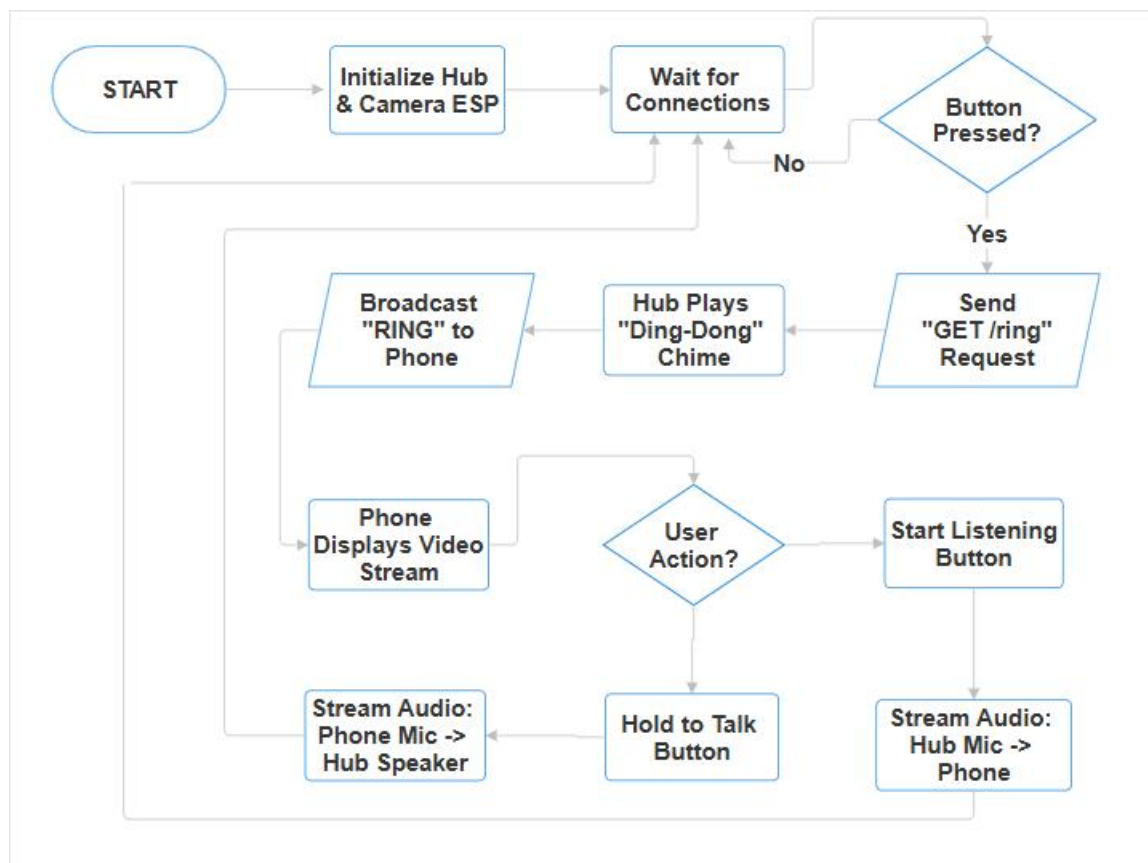 START
Initialize Hub
& Camera ESP
Wait for
Connections
Button
Pressed?
No
Yes
Broadcast
"RING" to
Phone
Hub Plays
"Ding-Dong"
Chime
Send
"GET /ring"
Request
Phone
Displays Video
Stream
User
Action?
Start Listening
Button
Stream Audio:
Phone Mic ->
Hub Speaker
Hold to Talk
Button
Stream Audio:
Hub Mic ->
Phone